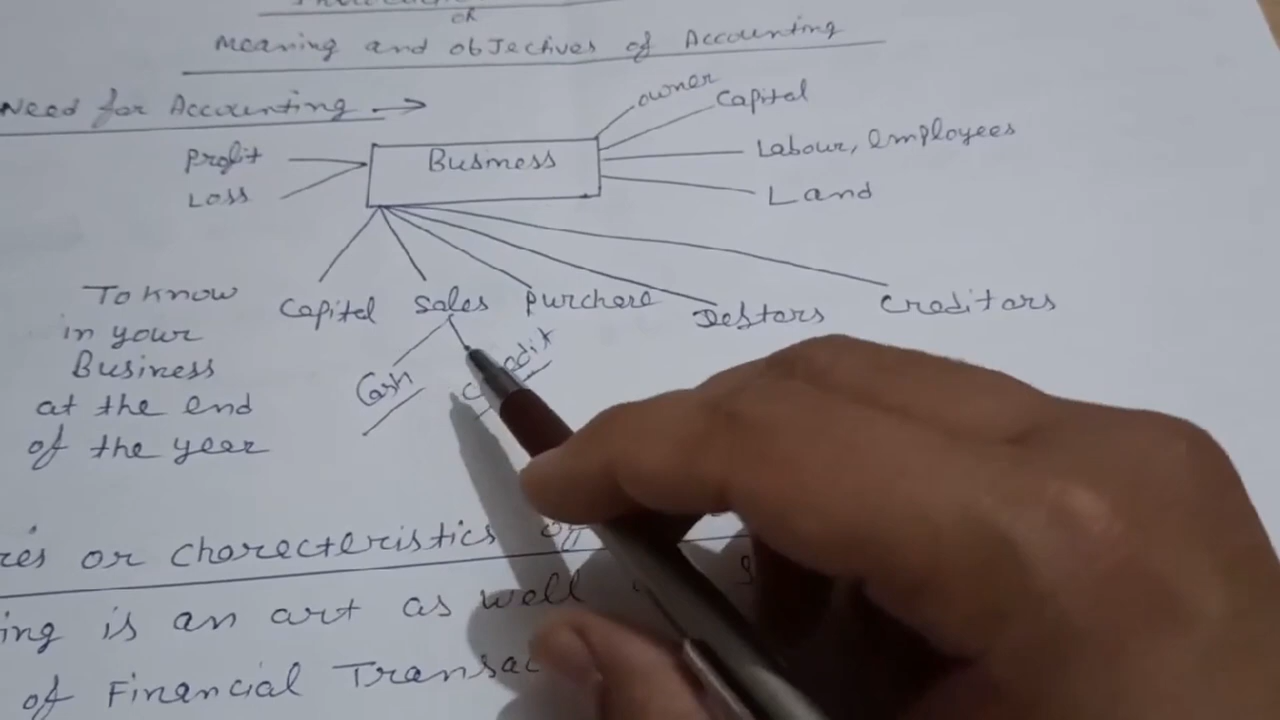 or
Meaning and objectives of Accounting
Need for Accounting →
owner
Capital
Profit
Business
Labour, employees
Loss
Land
To know
in your
Business
at the end
of the year
Capital Sales purchase Debtors Creditors
Cash
res or charecteristics
ing is an art as well
of Financial